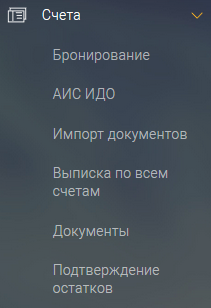 Счета
Бронирование
АИС ИДО
Импорт документов
Выписка по всем
счетам
Документы
Подтверждение
остатков